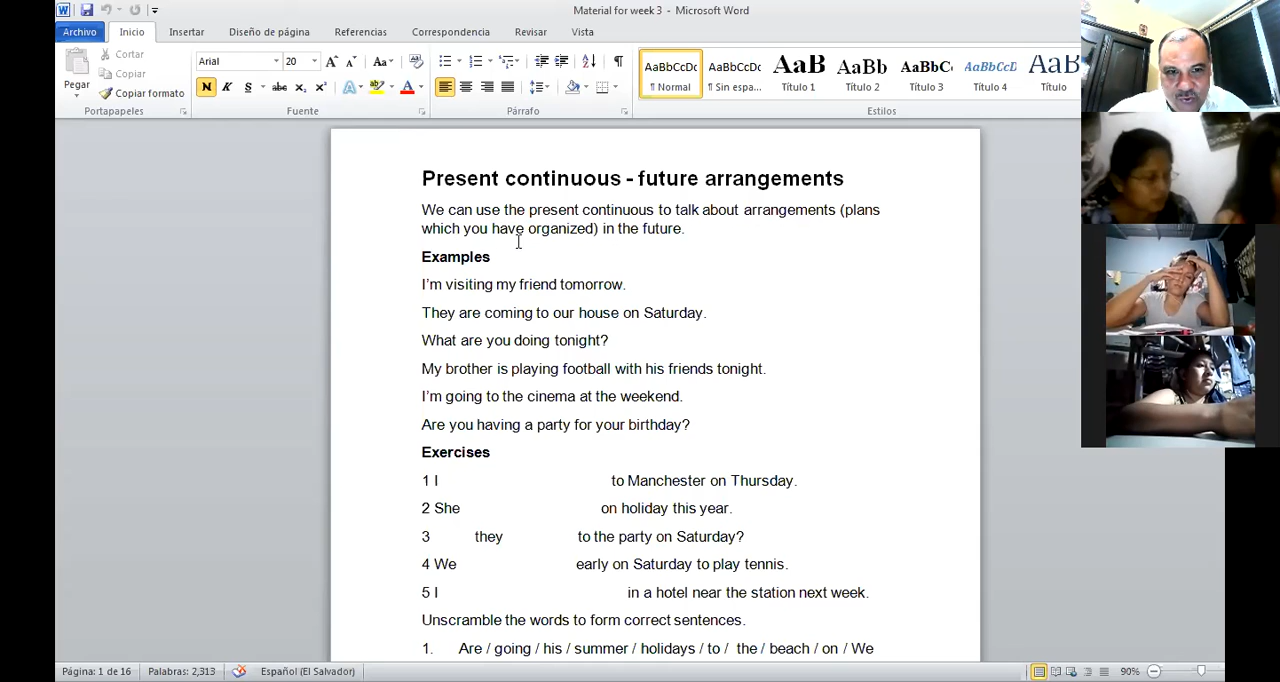 Material for week 3 - Microsoft Word
Archivo Inicio Insertar Diseño de página Referencias Correspondencia Revisar Vista
Cortar
Copiar
Copiar formato
Pegar
Portapapeles
Arial 20
Fuente
Párrafo
AaBbCcDc AaBbCcDc AaB AaBb AaBbC AaBbCcD AaB
¶ Normal ¶ Sin espa... Título 1 Título 2 Título 3 Título 4 Título
Estilos
Present continuous - future arrangements
We can use the present continuous to talk about arrangements (plans
which you have organized) in the future.
Examples
I’m visiting my friend tomorrow.
They are coming to our house on Saturday.
What are you doing tonight?
My brother is playing football with his friends tonight.
I’m going to the cinema at the weekend.
Are you having a party for your birthday?
Exercises
1 I to Manchester on Thursday.
2 She on holiday this year.
3 they to the party on Saturday?
4 We early on Saturday to play tennis.
5 I in a hotel near the station next week.
Unscramble the words to form correct sentences.
1. Are / going / his / summer / holidays / to / the / beach / on / We
Página: 1 de 16 Palabras: 2,313 Español (El Salvador) 90%